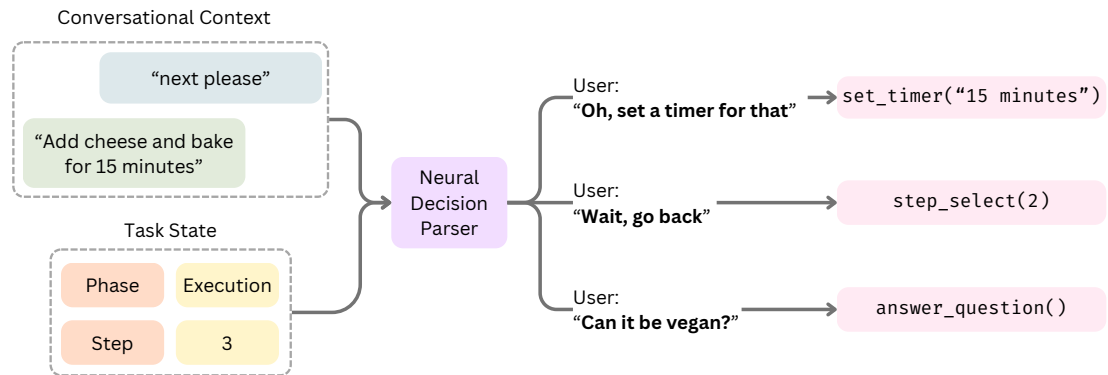 Conversational Context
“next please”
“Add cheese and bake
for 15 minutes”
Task State
Phase
Execution
Step
3
Neural
Decision
Parser
User:
“Oh, set a timer for that”
set_timer(“15 minutes”)
User:
“Wait, go back”
step_select(2)
User:
“Can it be vegan?”
answer_question()